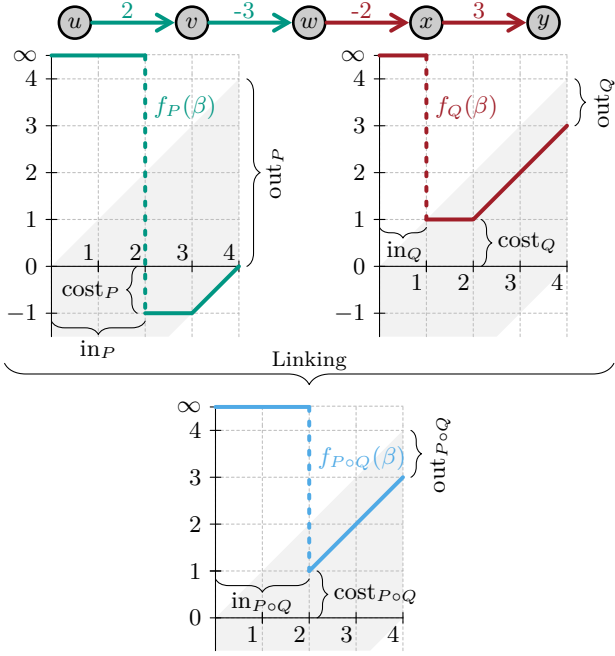 u 2 v -3 w -2 x 3 y
∞
4
3
2
1
0
−1
1 2 3 4
f_P(β)
out_P
cost_P
in_P
∞
4
3
2
1
0
−1
1 2 3 4
f_Q(β)
out_Q
in_Q
cost_Q
Linking
∞
4
3
2
1
0
1 2 3 4
f_{P∘Q}(β)
out_{P∘Q}
in_{P∘Q}
cost_{P∘Q}